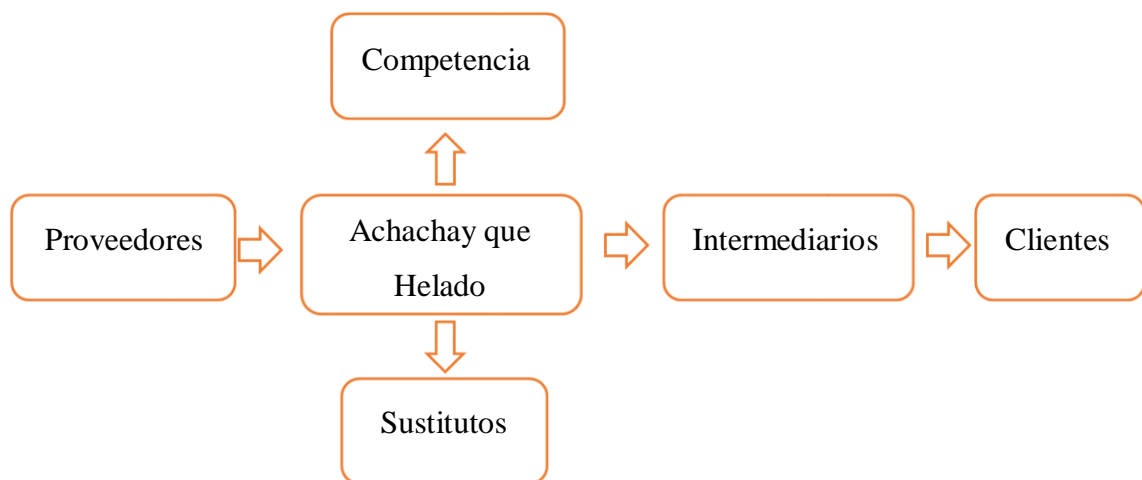 Competencia
Proveedores
Achachay que
Helado
Intermediarios
Clientes
Sustitutos